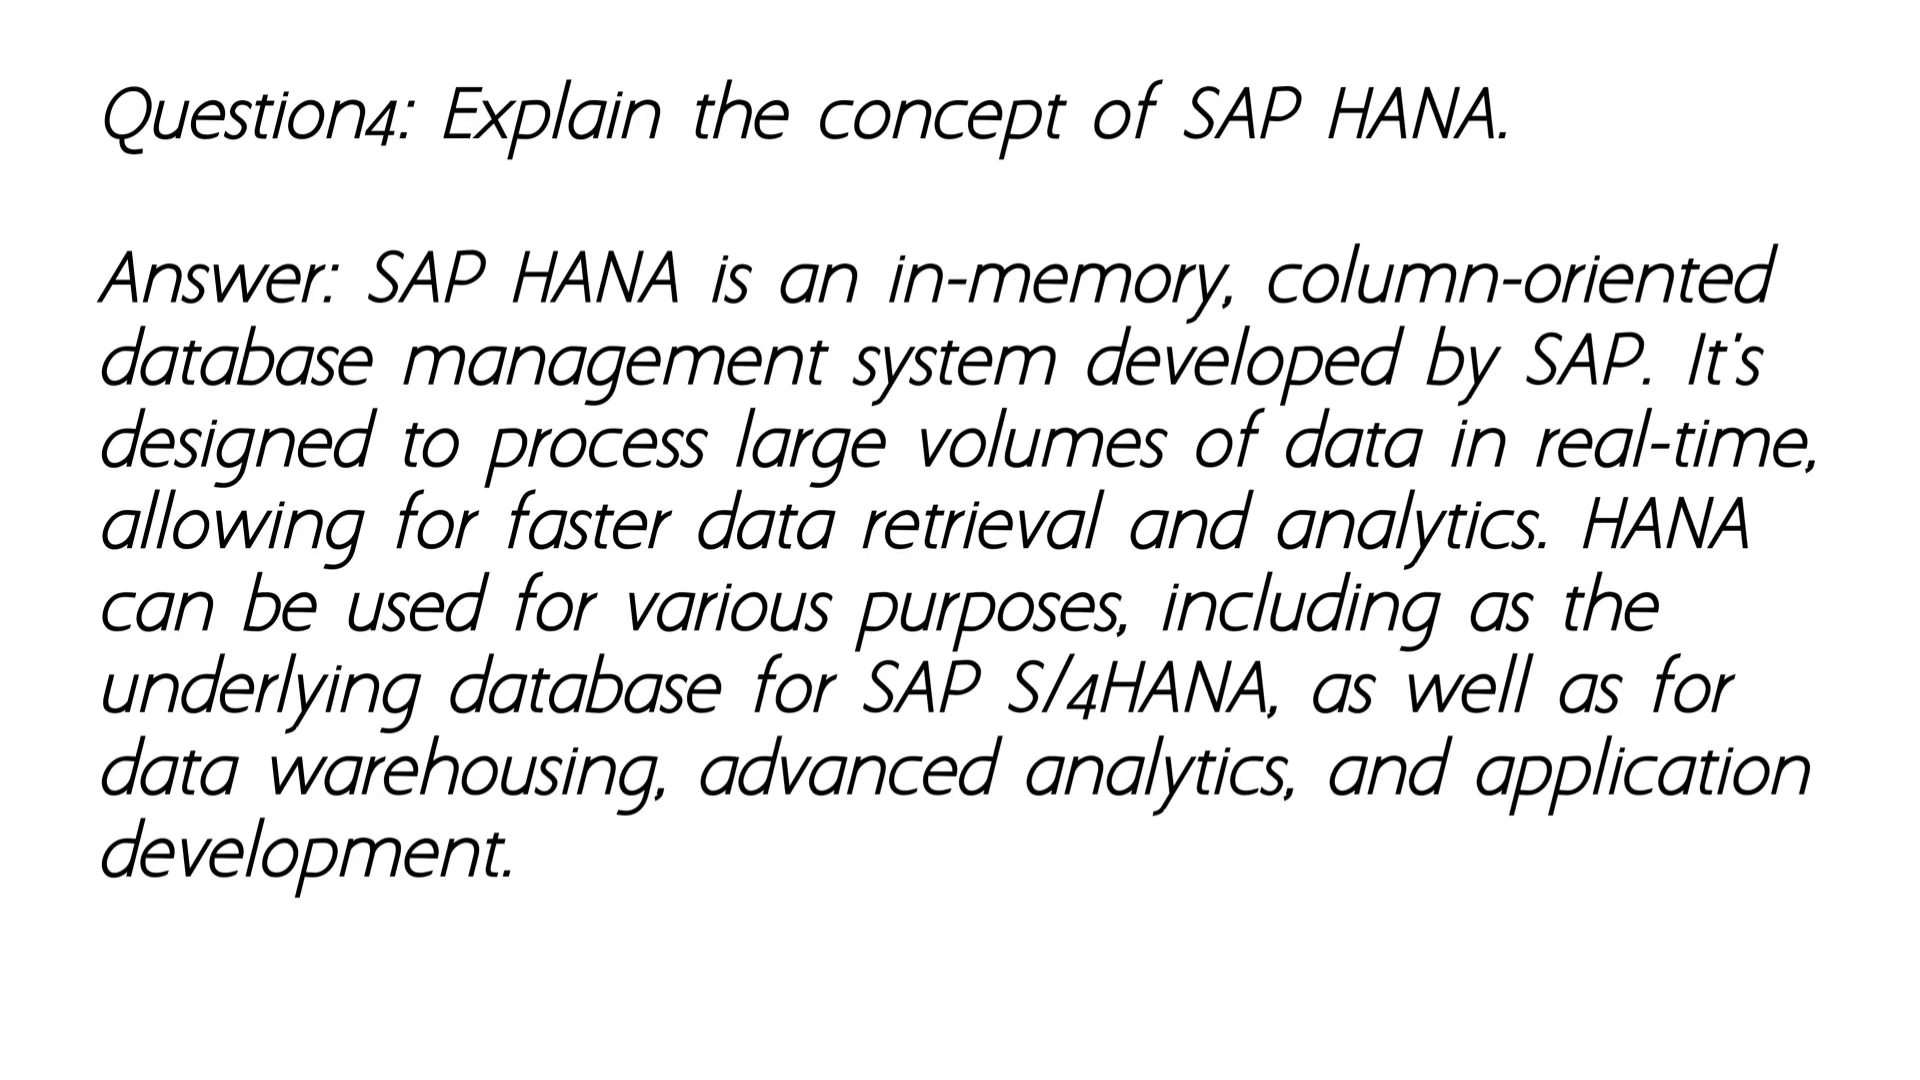 Question4: Explain the concept of SAP HANA.
Answer: SAP HANA is an in-memory, column-oriented
database management system developed by SAP. It's
designed to process large volumes of data in real-time,
allowing for faster data retrieval and analytics. HANA
can be used for various purposes, including as the
underlying database for SAP S/4HANA, as well as for
data warehousing, advanced analytics, and application
development.